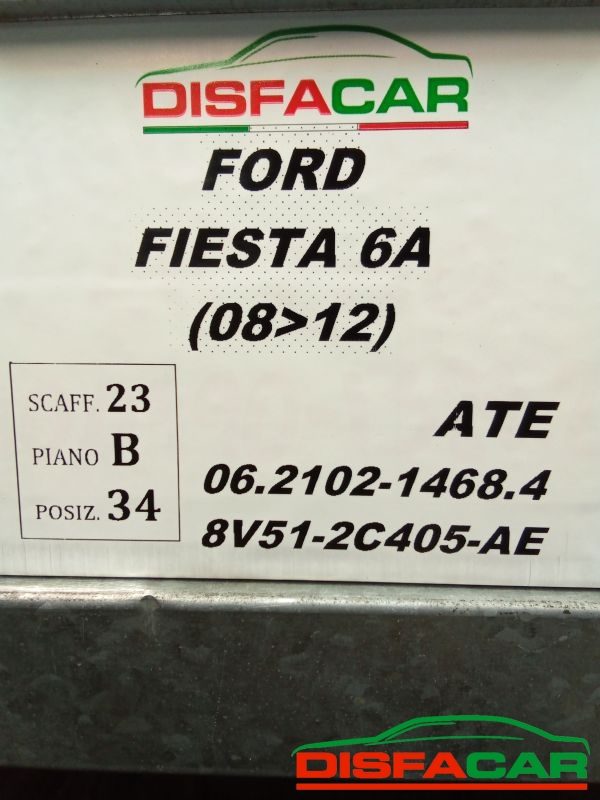 DISFACAR
FORD
FIESTA 6A
(08>12)
SCAFF. 23
PIANO B
POSIZ. 34
ATE
06.2102-1468.4
8V51-2C405-AE
DISFACAR